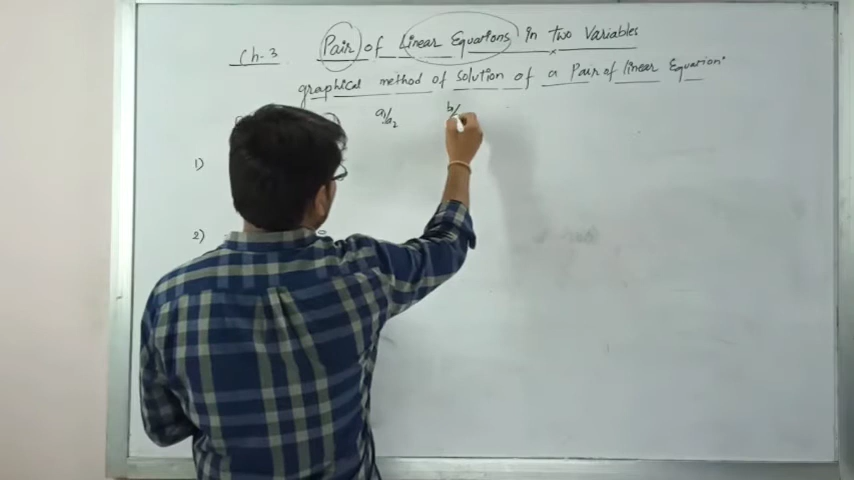 Ch-3 Pair of Linear Equations in two Variables
graphical method of Solution of a Pair of linear Equation.
a₁/a₂ b/
1)
2)